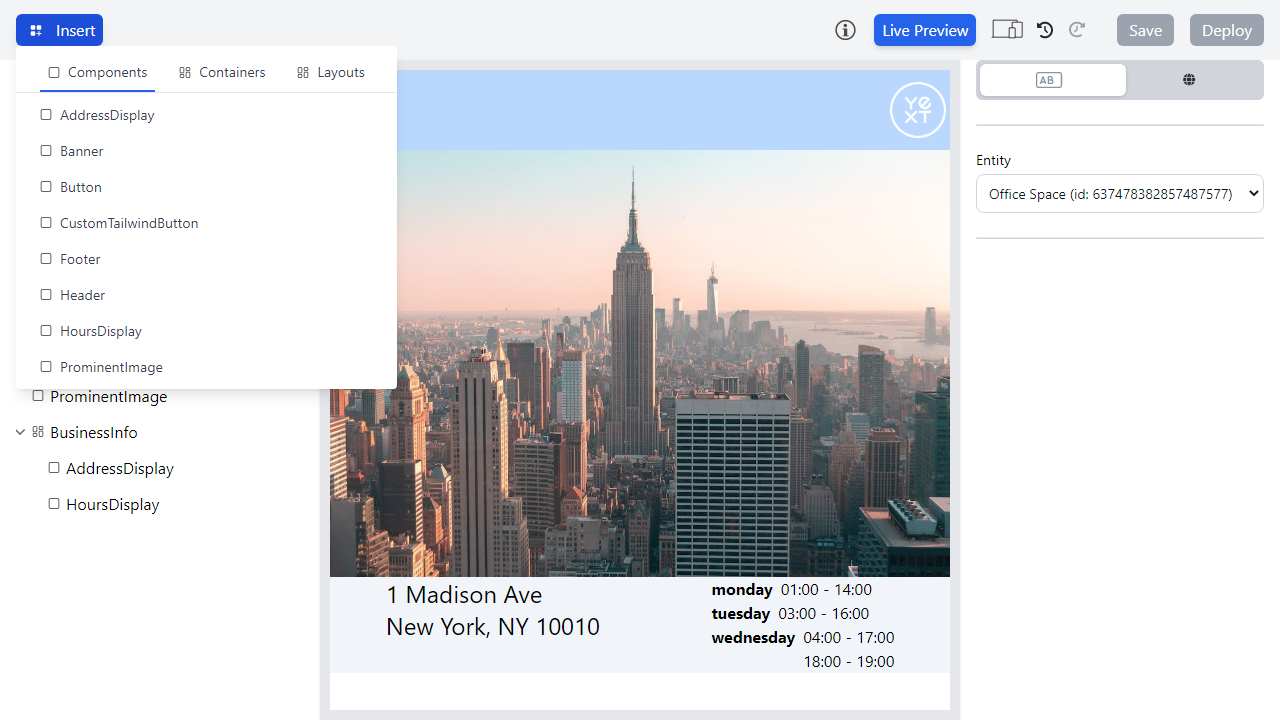 Insert
Live Preview
Save
Deploy
Components
Containers
Layouts
AddressDisplay
Banner
Button
CustomTailwindButton
Footer
Header
HoursDisplay
ProminentImage
ProminentImage
BusinessInfo
AddressDisplay
HoursDisplay
YEXT
1 Madison Ave
New York, NY 10010
monday 01:00 - 14:00
tuesday 03:00 - 16:00
wednesday 04:00 - 17:00
18:00 - 19:00
AB
Entity
Office Space (id: 637478382857487577)